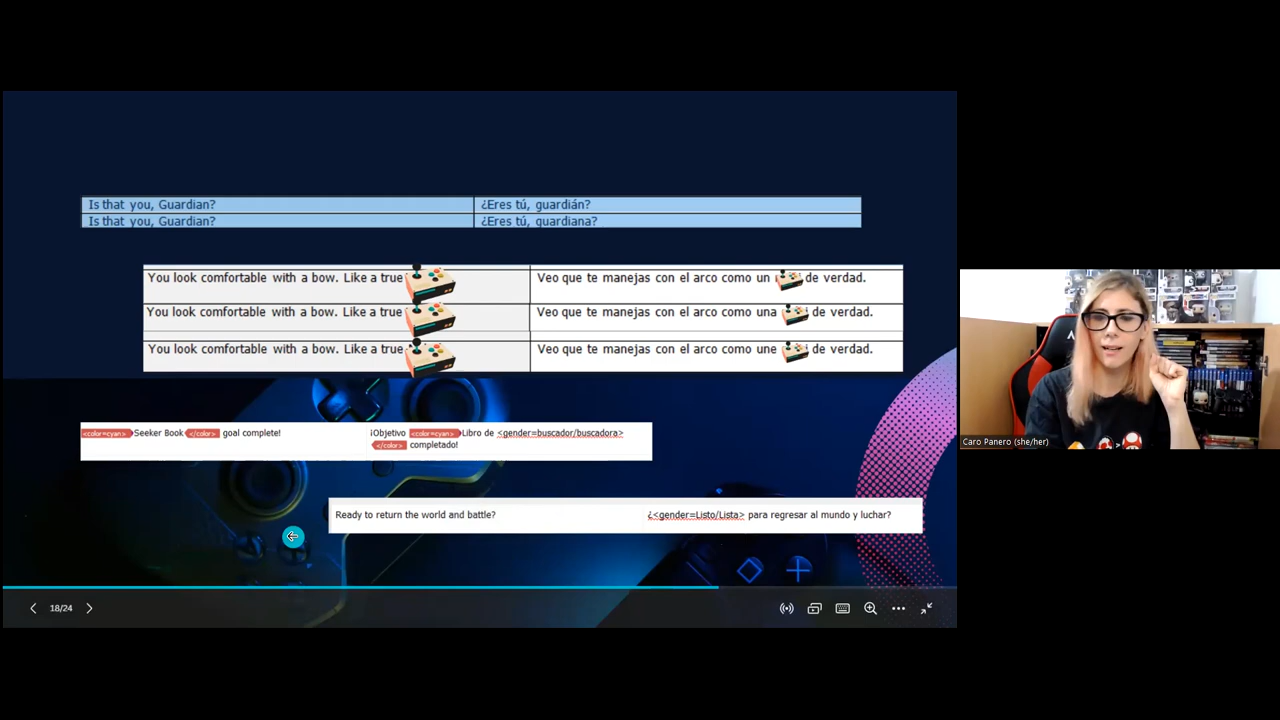 Is that you, Guardian? ¿Eres tú, guardián?
Is that you, Guardian? ¿Eres tú, guardiana?
You look comfortable with a bow. Like a true Veo que te manejas con el arco como un de verdad.
You look comfortable with a bow. Like a true Veo que te manejas con el arco como una de verdad.
You look comfortable with a bow. Like a true Veo que te manejas con el arco como une de verdad.
<color=cyan> Seeker Book </color> goal complete! ¡Objetivo <color=cyan> Libro de <gender=buscador/buscadora>
</color> completado!
Ready to return the world and battle? ¿<gender=Listo/Lista> para regresar al mundo y luchar?
18/24
Caro Panero (she/her)